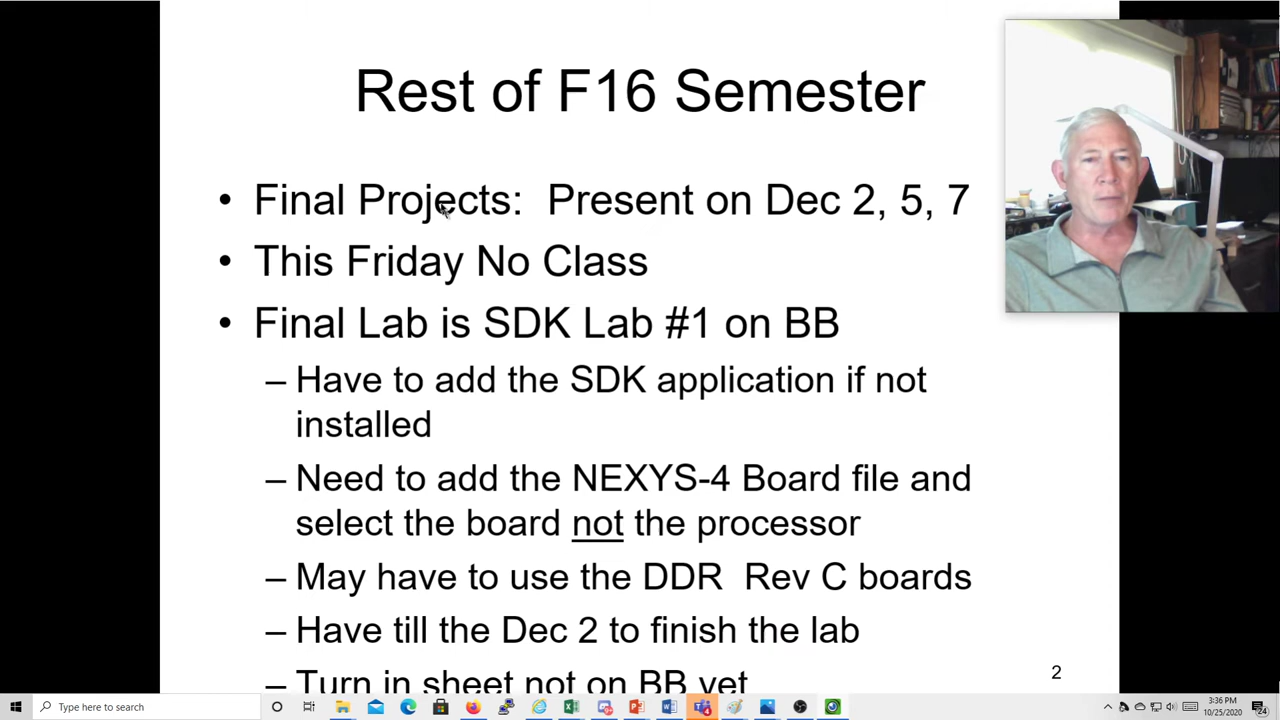 Rest of F16 Semester
• Final Projects: Present on Dec 2, 5, 7
• This Friday No Class
• Final Lab is SDK Lab #1 on BB
– Have to add the SDK application if not
installed
– Need to add the NEXYS-4 Board file and
select the board not the processor
– May have to use the DDR Rev C boards
– Have till the Dec 2 to finish the lab
– Turn in sheet not on BB yet
2
Type here to search
3:36 PM
10/25/2020
24